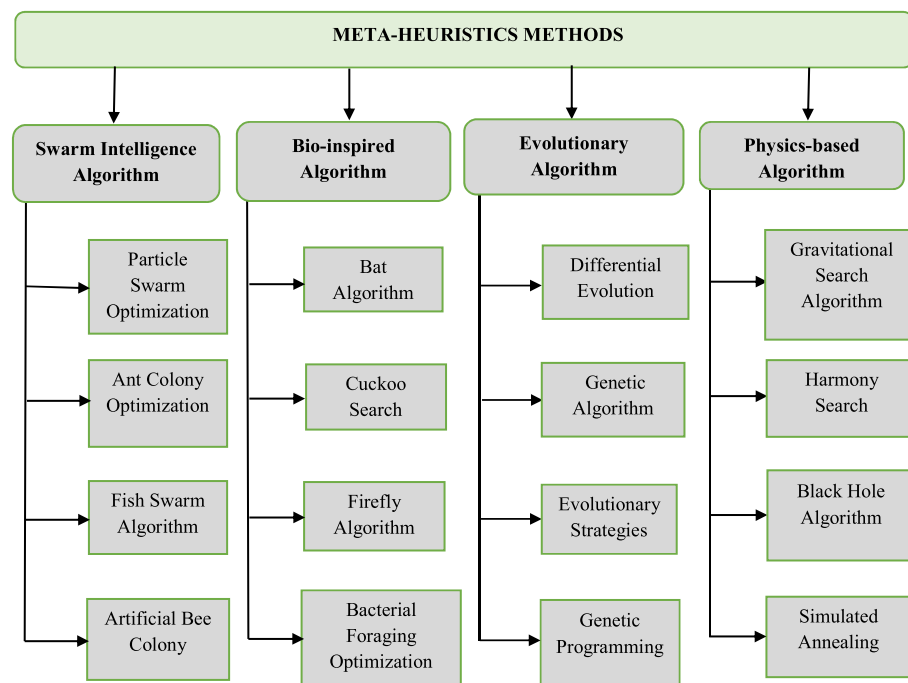 META-HEURISTICS METHODS
Swarm Intelligence
Algorithm
Particle
Swarm
Optimization
Ant Colony
Optimization
Fish Swarm
Algorithm
Artificial Bee
Colony
Bio-inspired
Algorithm
Bat
Algorithm
Cuckoo
Search
Firefly
Algorithm
Bacterial
Foraging
Optimization
Evolutionary
Algorithm
Differential
Evolution
Genetic
Algorithm
Evolutionary
Strategies
Genetic
Programming
Physics-based
Algorithm
Gravitational
Search
Algorithm
Harmony
Search
Black Hole
Algorithm
Simulated
Annealing